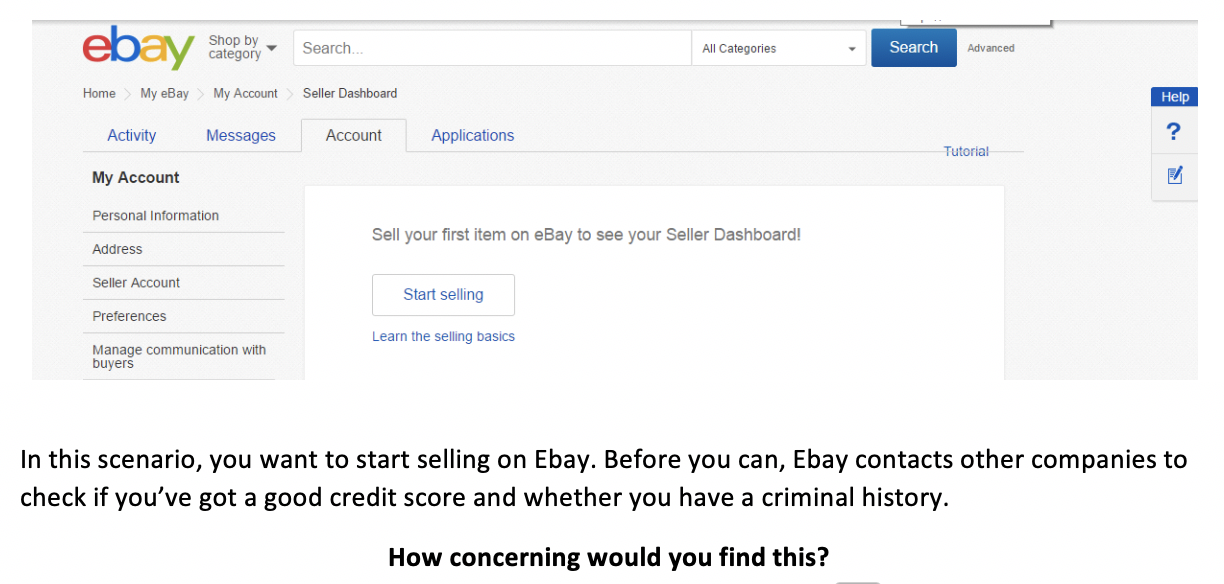 ebay
Shop by
category
Search...
All Categories
Search
Advanced
Home
My eBay
My Account
Seller Dashboard
Help
?
Activity
Messages
Account
Applications
Tutorial
My Account
Personal Information
Address
Seller Account
Preferences
Manage communication with
buyers
Sell your first item on eBay to see your Seller Dashboard!
Start selling
Learn the selling basics
In this scenario, you want to start selling on Ebay. Before you can, Ebay contacts other companies to
check if you’ve got a good credit score and whether you have a criminal history.
How concerning would you find this?